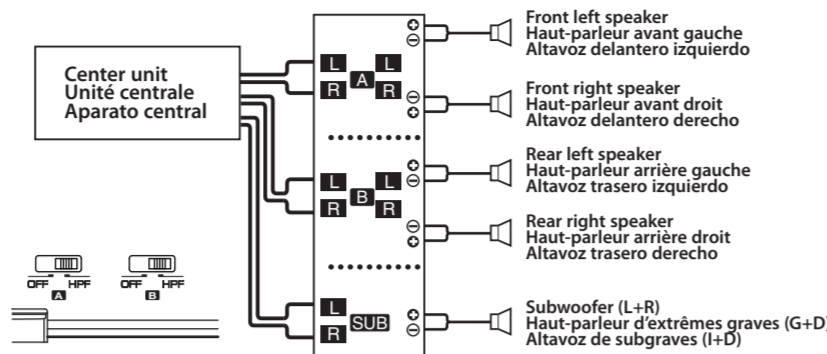 Center unit
Unité centrale
Aparato central
L A L
R R
L B L
R R
L SUB
R
⊕
⊖
⊖
⊕
⊕
⊖
⊖
⊕
⊕
⊖
Front left speaker
Haut-parleur avant gauche
Altavoz delantero izquierdo
Front right speaker
Haut-parleur avant droit
Altavoz delantero derecho
Rear left speaker
Haut-parleur arrière gauche
Altavoz trasero izquierdo
Rear right speaker
Haut-parleur arrière droit
Altavoz trasero derecho
Subwoofer (L+R)
Haut-parleur d'extrêmes graves (G+D)
Altavoz de subgraves (I+D)
OFF HPF
A
OFF HPF
B